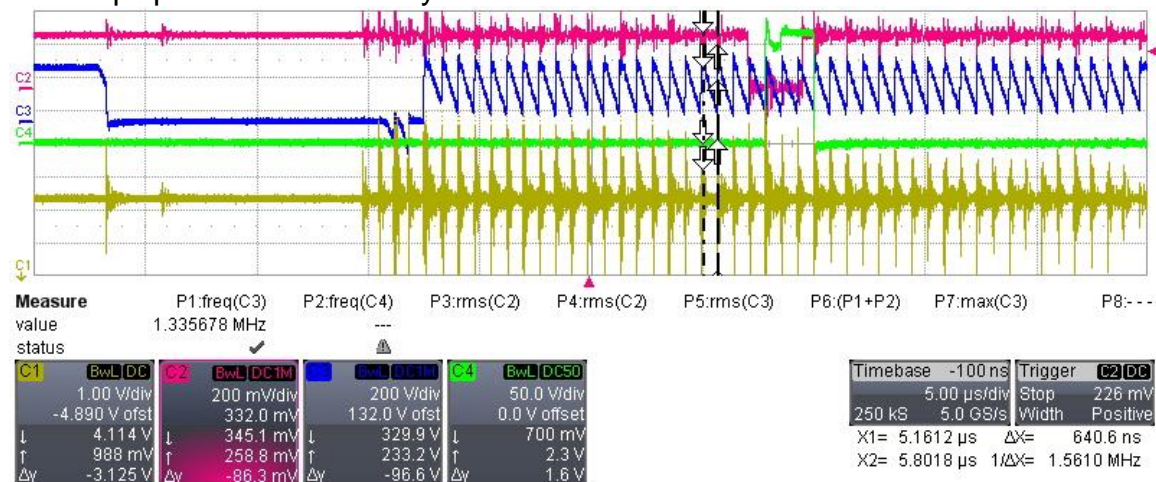 C2
C3
C4
C1
Measure P1:freq(C3) P2:freq(C4) P3:rms(C2) P4:rms(C2) P5:rms(C3) P6:(P1+P2) P7:max(C3) P8:- - -
value 1.335678 MHz ---
status
C1 BwL DC
1.00 V/div
-4.890 V ofst
↓ 4.114 V
↑ 988 mV
Δy -3.125 V
C2 BwL DC1M
200 mV/div
332.0 mV
↓ 345.1 mV
↑ 258.8 mV
Δy -86.3 mV
BwL DC1M
200 V/div
132.0 V ofst
↓ 329.9 V
↑ 233.2 V
Δy -96.6 V
C4 BwL DC50
50.0 V/div
0.0 V offset
↓ 700 mV
↑ 2.3 V
Δy 1.6 V
Timebase -100 ns
5.00 µs/div
250 kS 5.0 GS/s
Trigger C2 DC
Stop 226 mV
Width Positive
X1= 5.1612 µs ΔX= 640.6 ns
X2= 5.8018 µs 1/ΔX= 1.5610 MHz